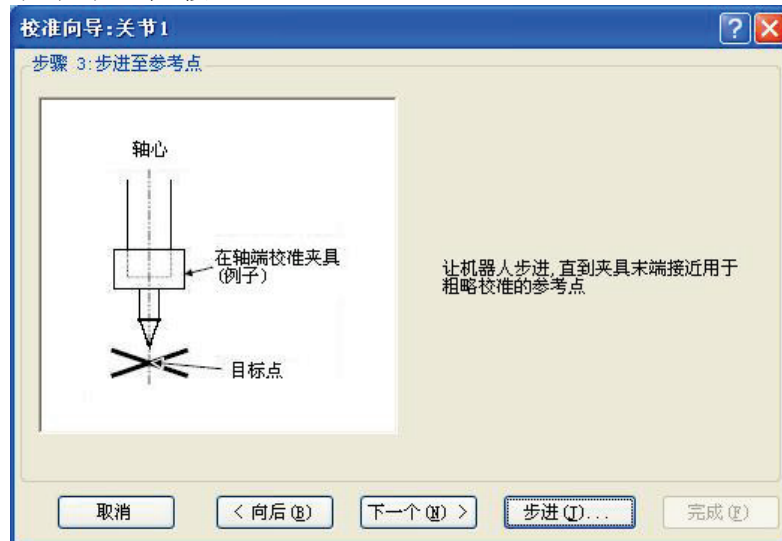 校准向导:关节1
步骤 3:步进至参考点
轴心
在轴端校准夹具
(例子)
目标点
让机器人步进,直到夹具末端接近用于
粗略校准的参考点
取消
< 向后(B)
下一个(N) >
步进(J)...
完成(F)